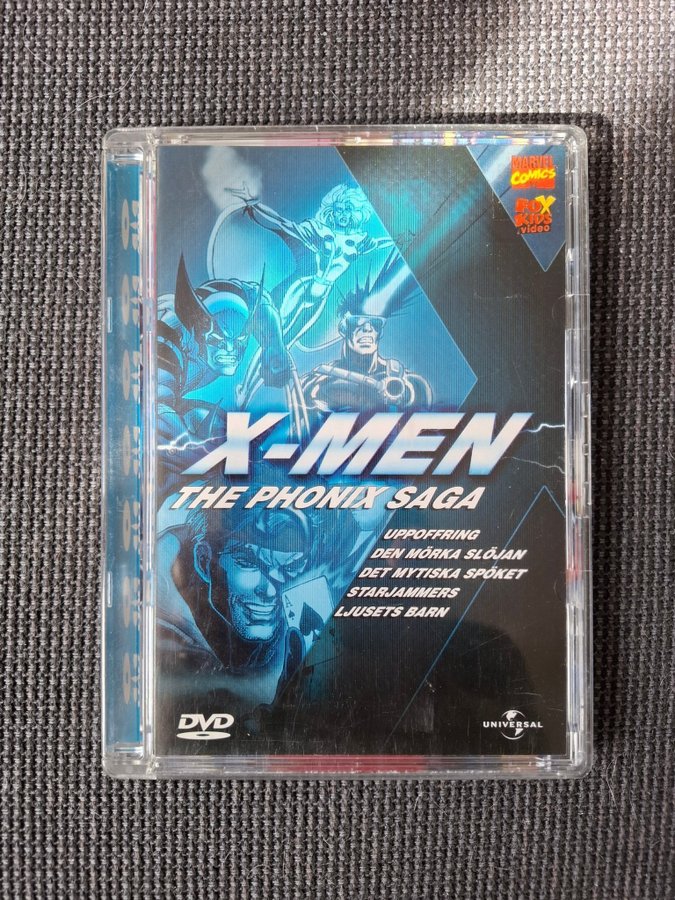 MARVEL
COMICS
FOX
KIDS
video
X-MEN
THE PHONIX SAGA
UPPOFFRING
DEN MÖRKA SLÖJAN
DET MYTISKA SPÖKET
STARJAMMERS
LJUSETS BARN
A
DVD
UNIVERSAL